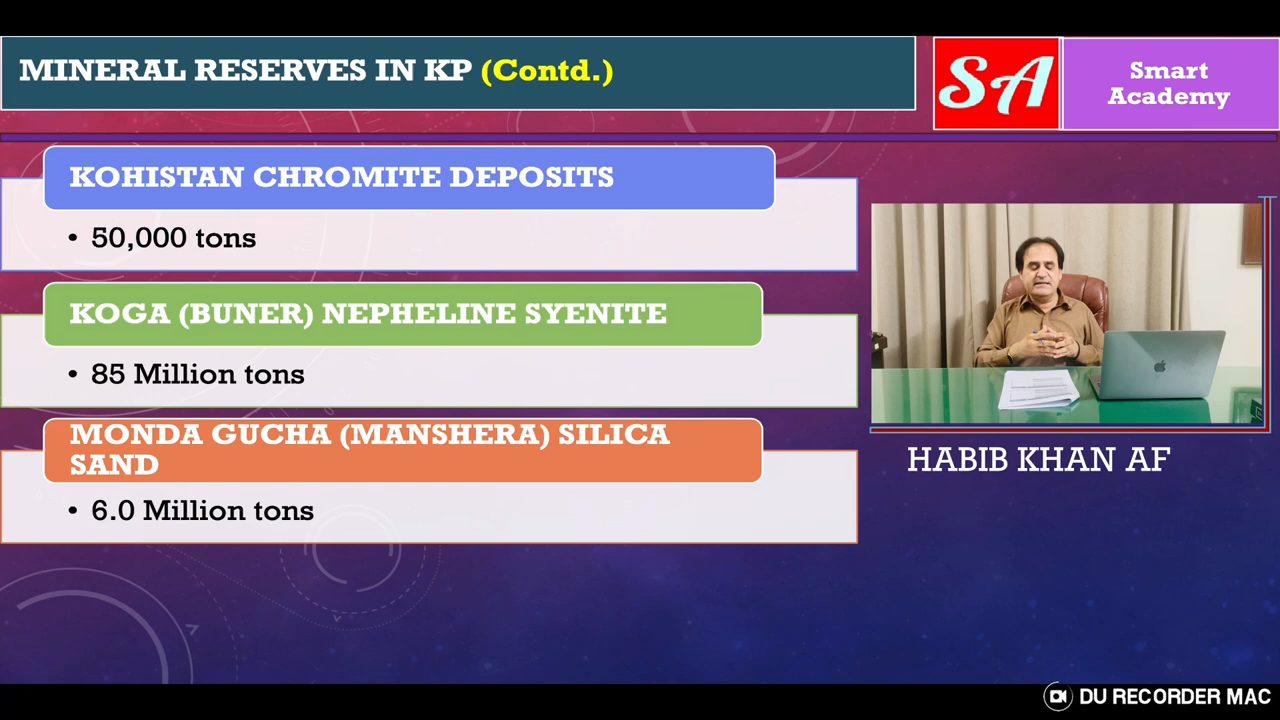 MINERAL RESERVES IN KP (Contd.)
SA
Smart
Academy
KOHISTAN CHROMITE DEPOSITS
• 50,000 tons
KOGA (BUNER) NEPHELINE SYENITE
• 85 Million tons
MONDA GUCHA (MANSHERA) SILICA
SAND
• 6.0 Million tons
HABIB KHAN AF
DU RECORDER MAC